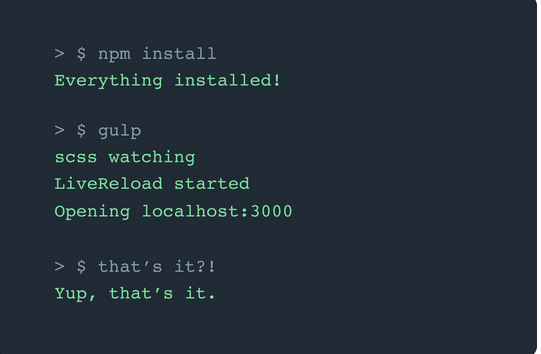 > $ npm install
Everything installed!
> $ gulp
scss watching
LiveReload started
Opening localhost:3000
> $ that’s it?!
Yup, that’s it.